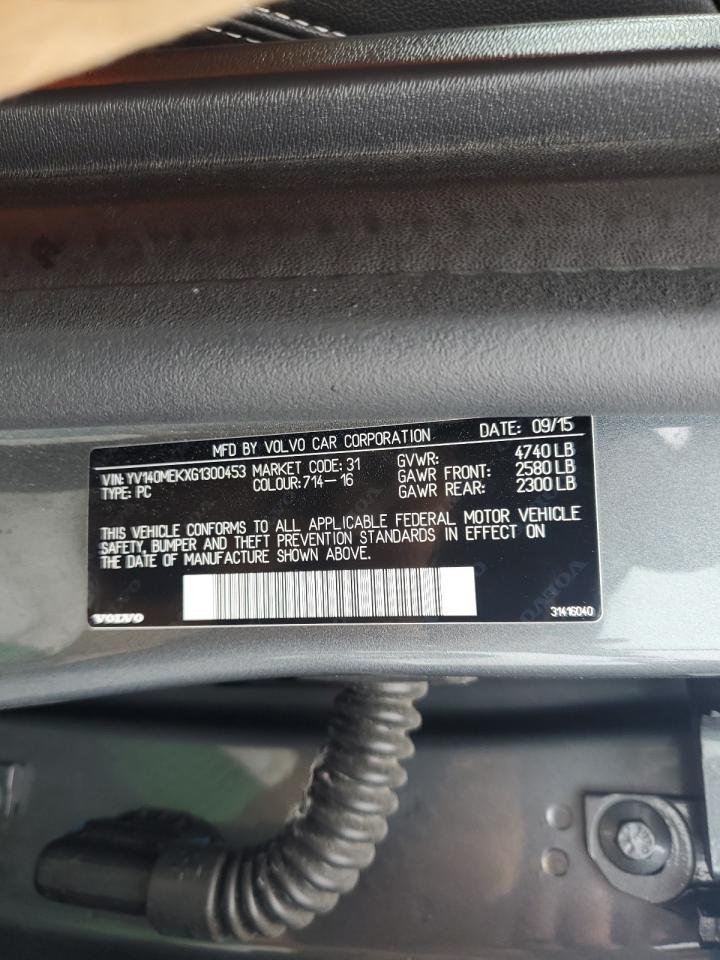 MFD BY VOLVO CAR CORPORATION DATE: 09/15
VIN: YV140MEKXG1300453 MARKET CODE: 31 GVWR: 4740 LB
TYPE: PC COLOUR: 714-16 GAWR FRONT: 2580 LB
GAWR REAR: 2300 LB
THIS VEHICLE CONFORMS TO ALL APPLICABLE FEDERAL MOTOR VEHICLE
SAFETY, BUMPER AND THEFT PREVENTION STANDARDS IN EFFECT ON
THE DATE OF MANUFACTURE SHOWN ABOVE.
VOLVO 31416040